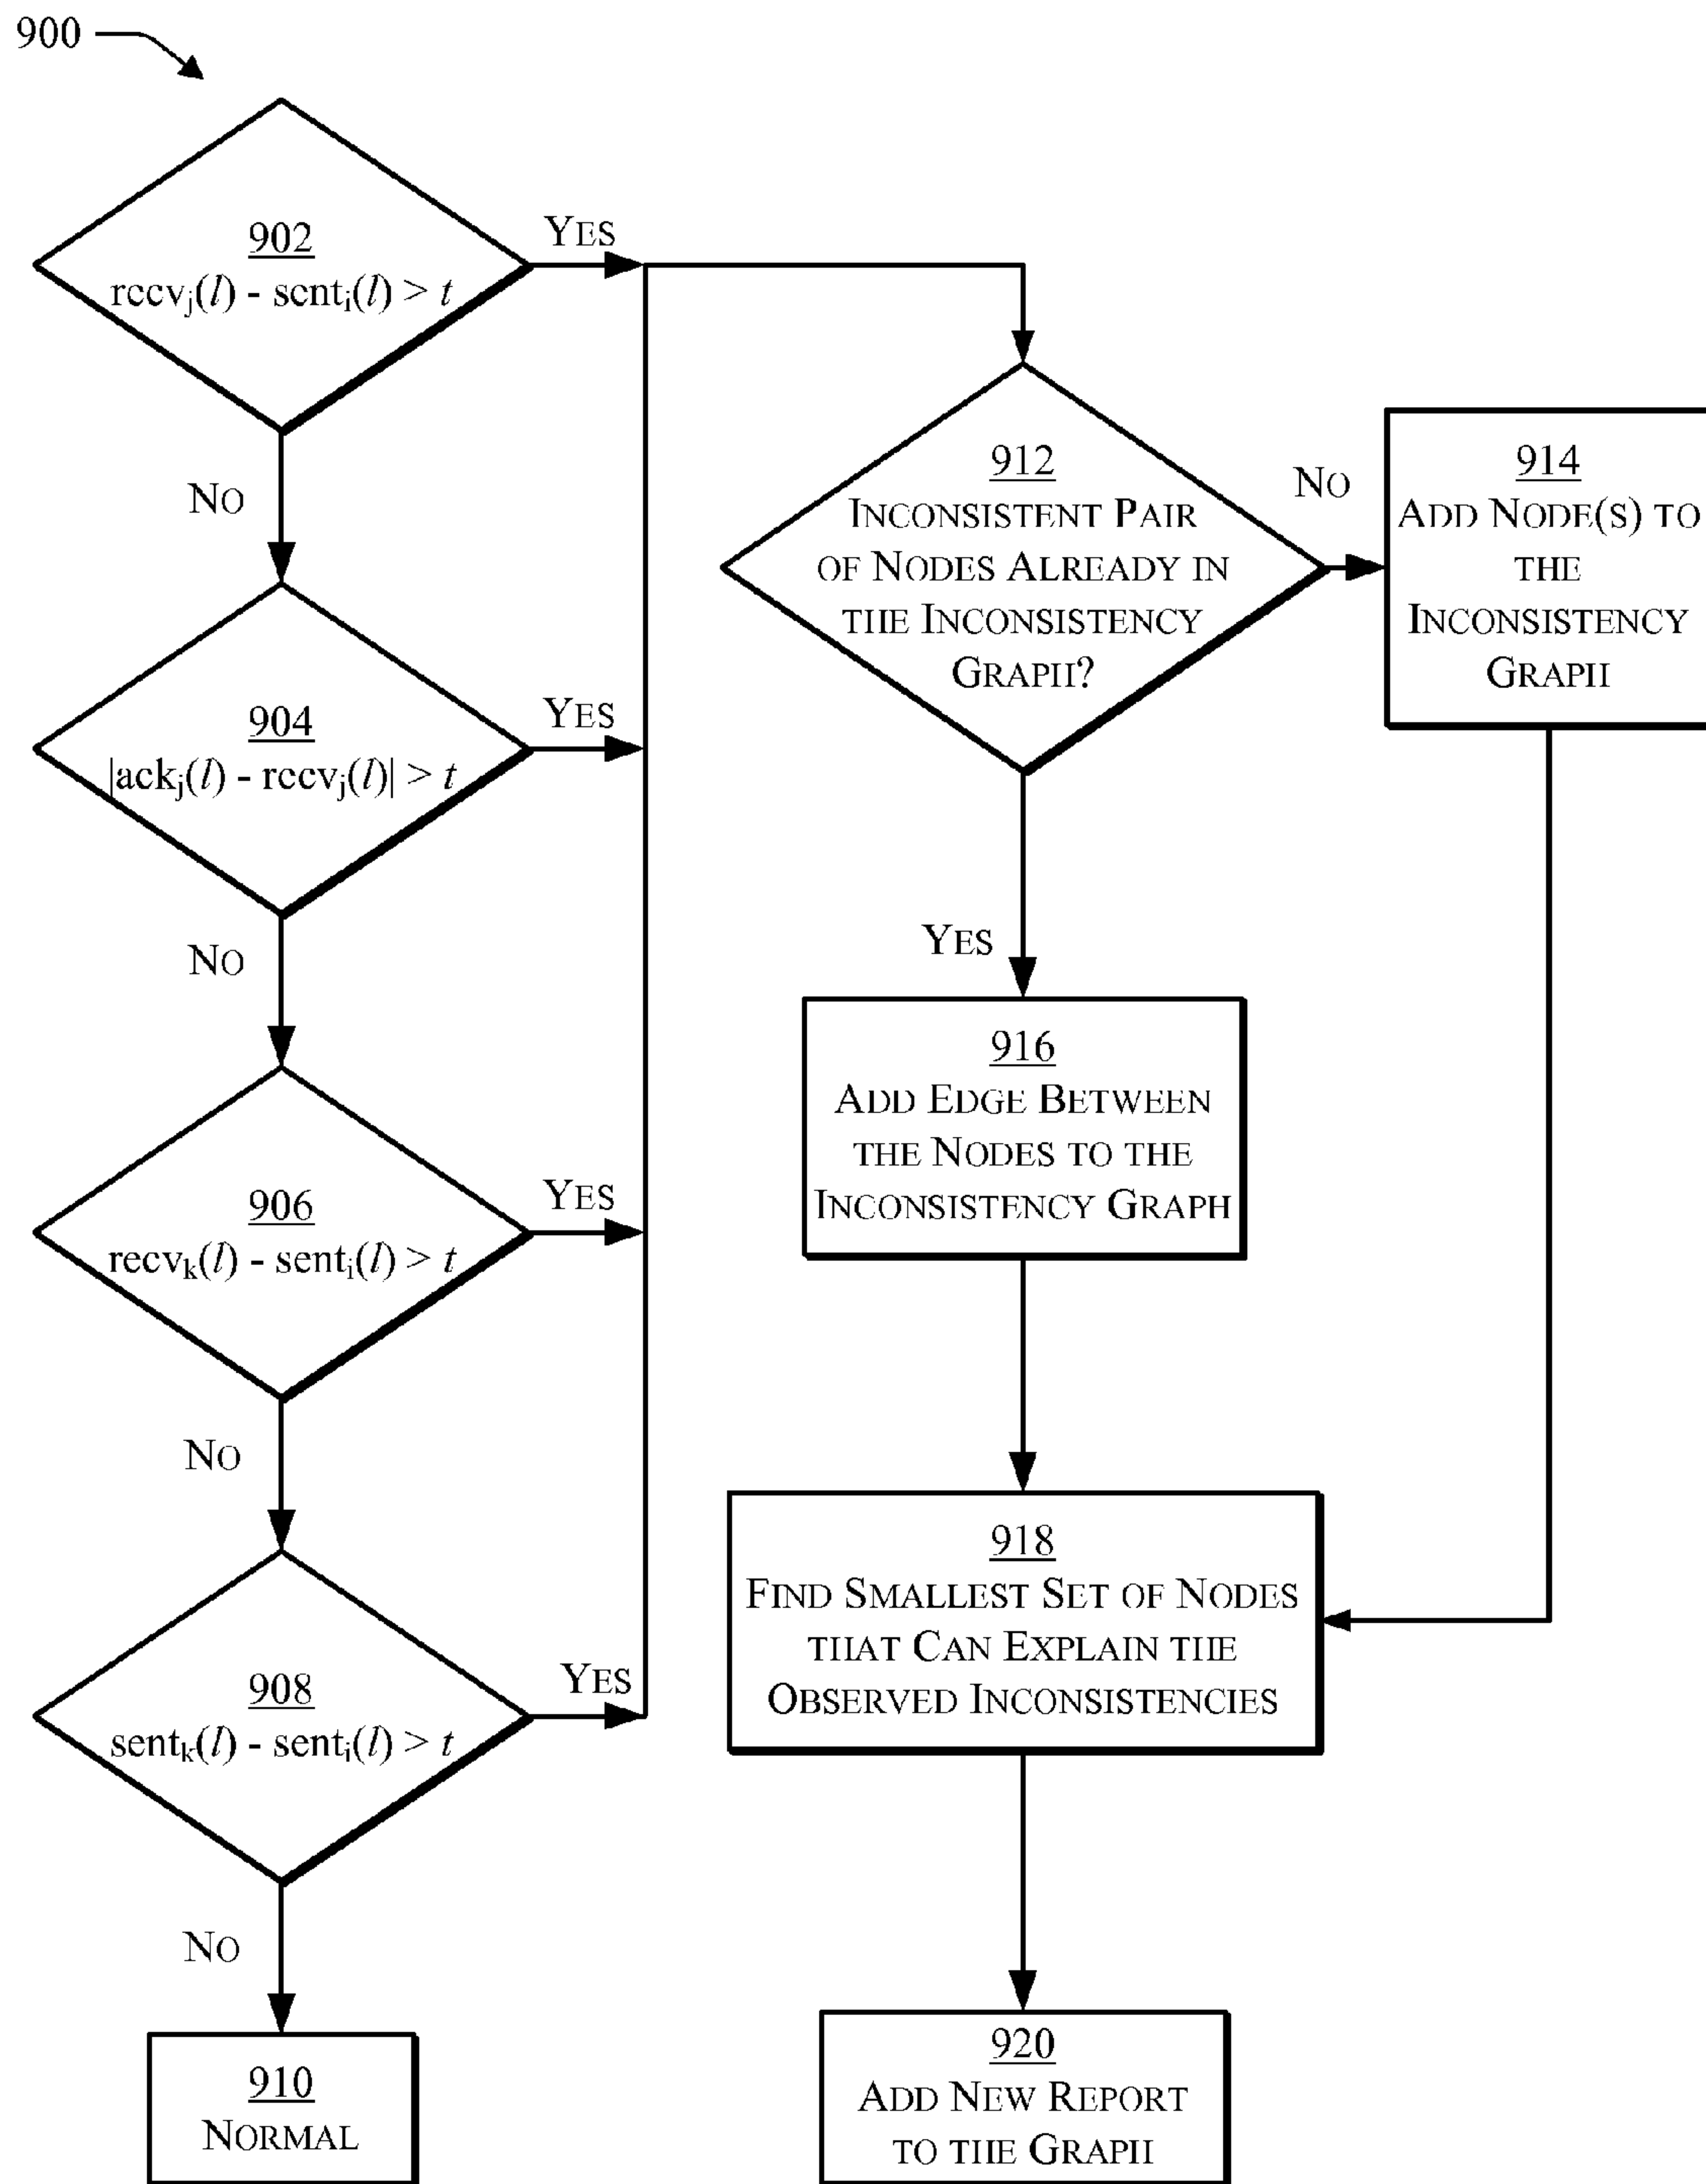 900
902
recvj(l) - senti(l) > t
YES
NO
904
|ackj(l) - recvj(l)| > t
YES
NO
906
recvk(l) - senti(l) > t
YES
NO
908
sentk(l) - senti(l) > t
YES
NO
910
NORMAL
912
INCONSISTENT PAIR
OF NODES ALREADY IN
THE INCONSISTENCY
GRAPH?
NO
YES
914
ADD NODE(S) TO
THE
INCONSISTENCY
GRAPH
916
ADD EDGE BETWEEN
THE NODES TO THE
INCONSISTENCY GRAPH
918
FIND SMALLEST SET OF NODES
THAT CAN EXPLAIN THE
OBSERVED INCONSISTENCIES
920
ADD NEW REPORT
TO THE GRAPH